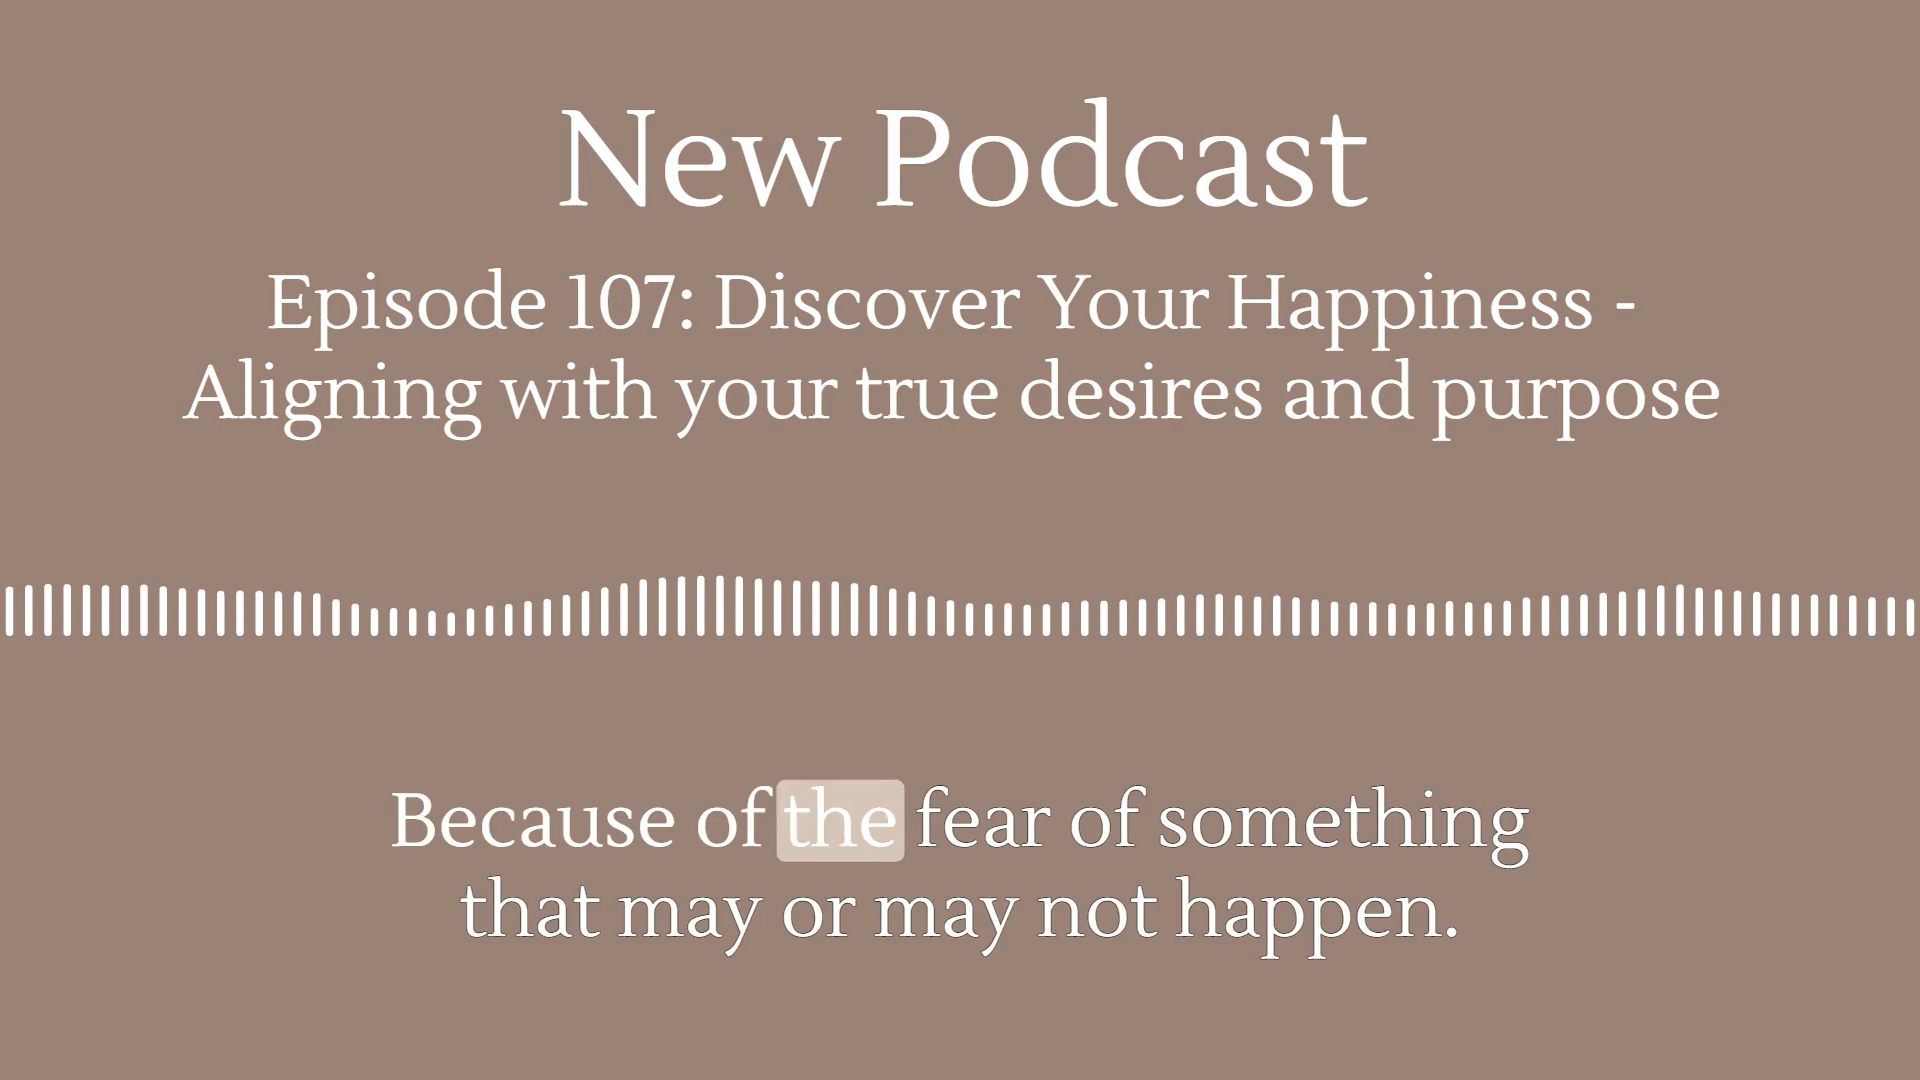 New Podcast
Episode 107: Discover Your Happiness -
Aligning with your true desires and purpose
Because of the fear of something
that may or may not happen.